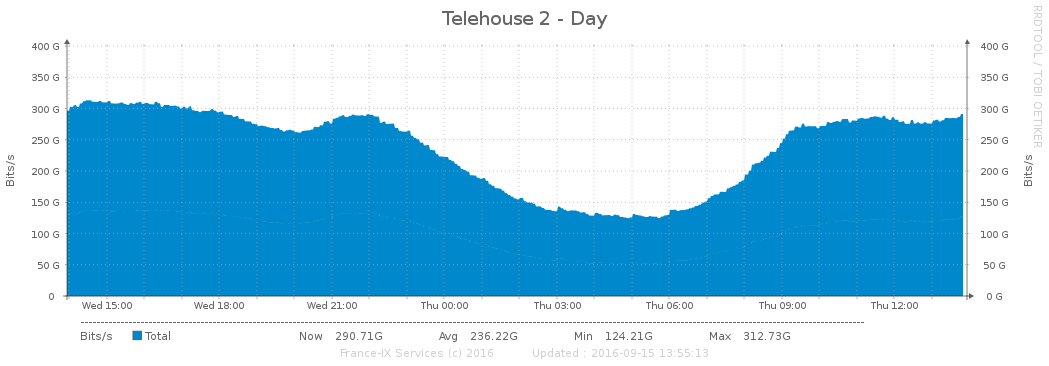 Telehouse 2 - Day
RRDTOOL / TOBI OETIKER
Bits/s
400 G
350 G
300 G
250 G
200 G
150 G
100 G
50 G
0
400 G
350 G
300 G
250 G
200 G
150 G
100 G
50 G
0 G
Bits/s
Wed 15:00 Wed 18:00 Wed 21:00 Thu 00:00 Thu 03:00 Thu 06:00 Thu 09:00 Thu 12:00
Bits/s Total Now 290.71G Avg 236.22G Min 124.21G Max 312.73G
France-IX Services (c) 2016 Updated : 2016-09-15 13:55:13